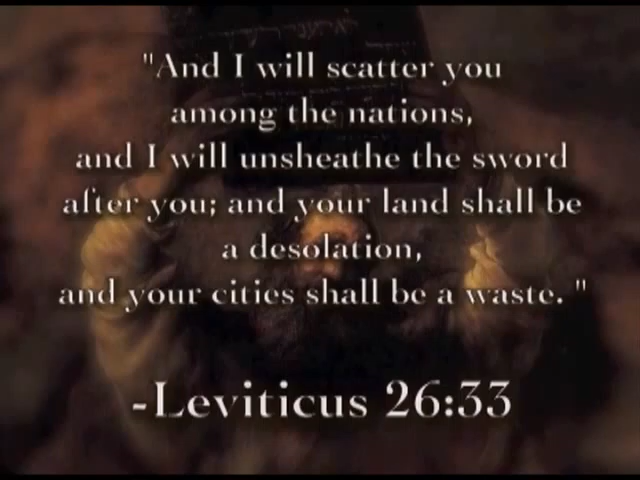 "And I will scatter you
among the nations,
and I will unsheathe the sword
after you; and your land shall be
a desolation,
and your cities shall be a waste. "
-Leviticus 26:33